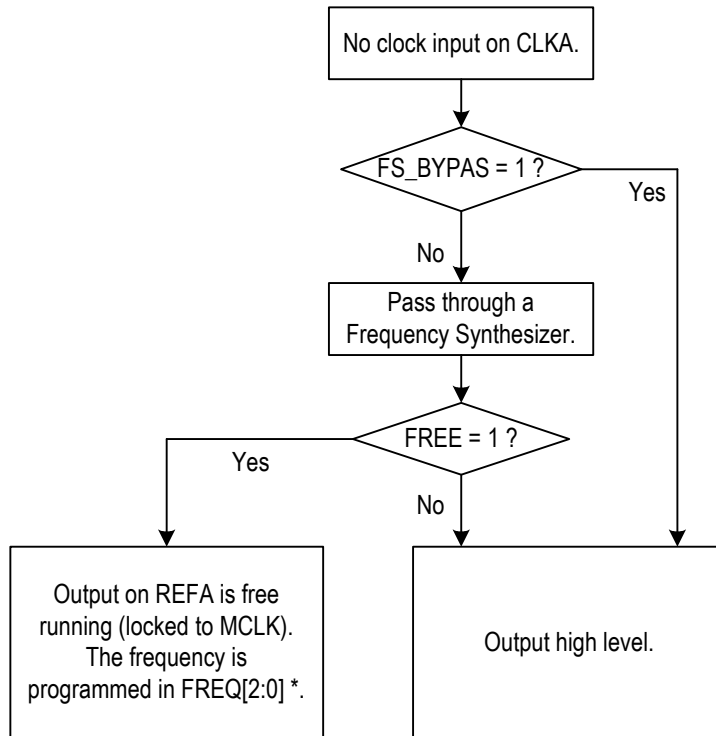 No clock input on CLKA.
FS_BYPAS = 1 ?
Yes
No
Pass through a
Frequency Synthesizer.
FREE = 1 ?
Yes
No
Output on REFA is free
running (locked to MCLK).
The frequency is
programmed in FREQ[2:0] *.
Output high level.